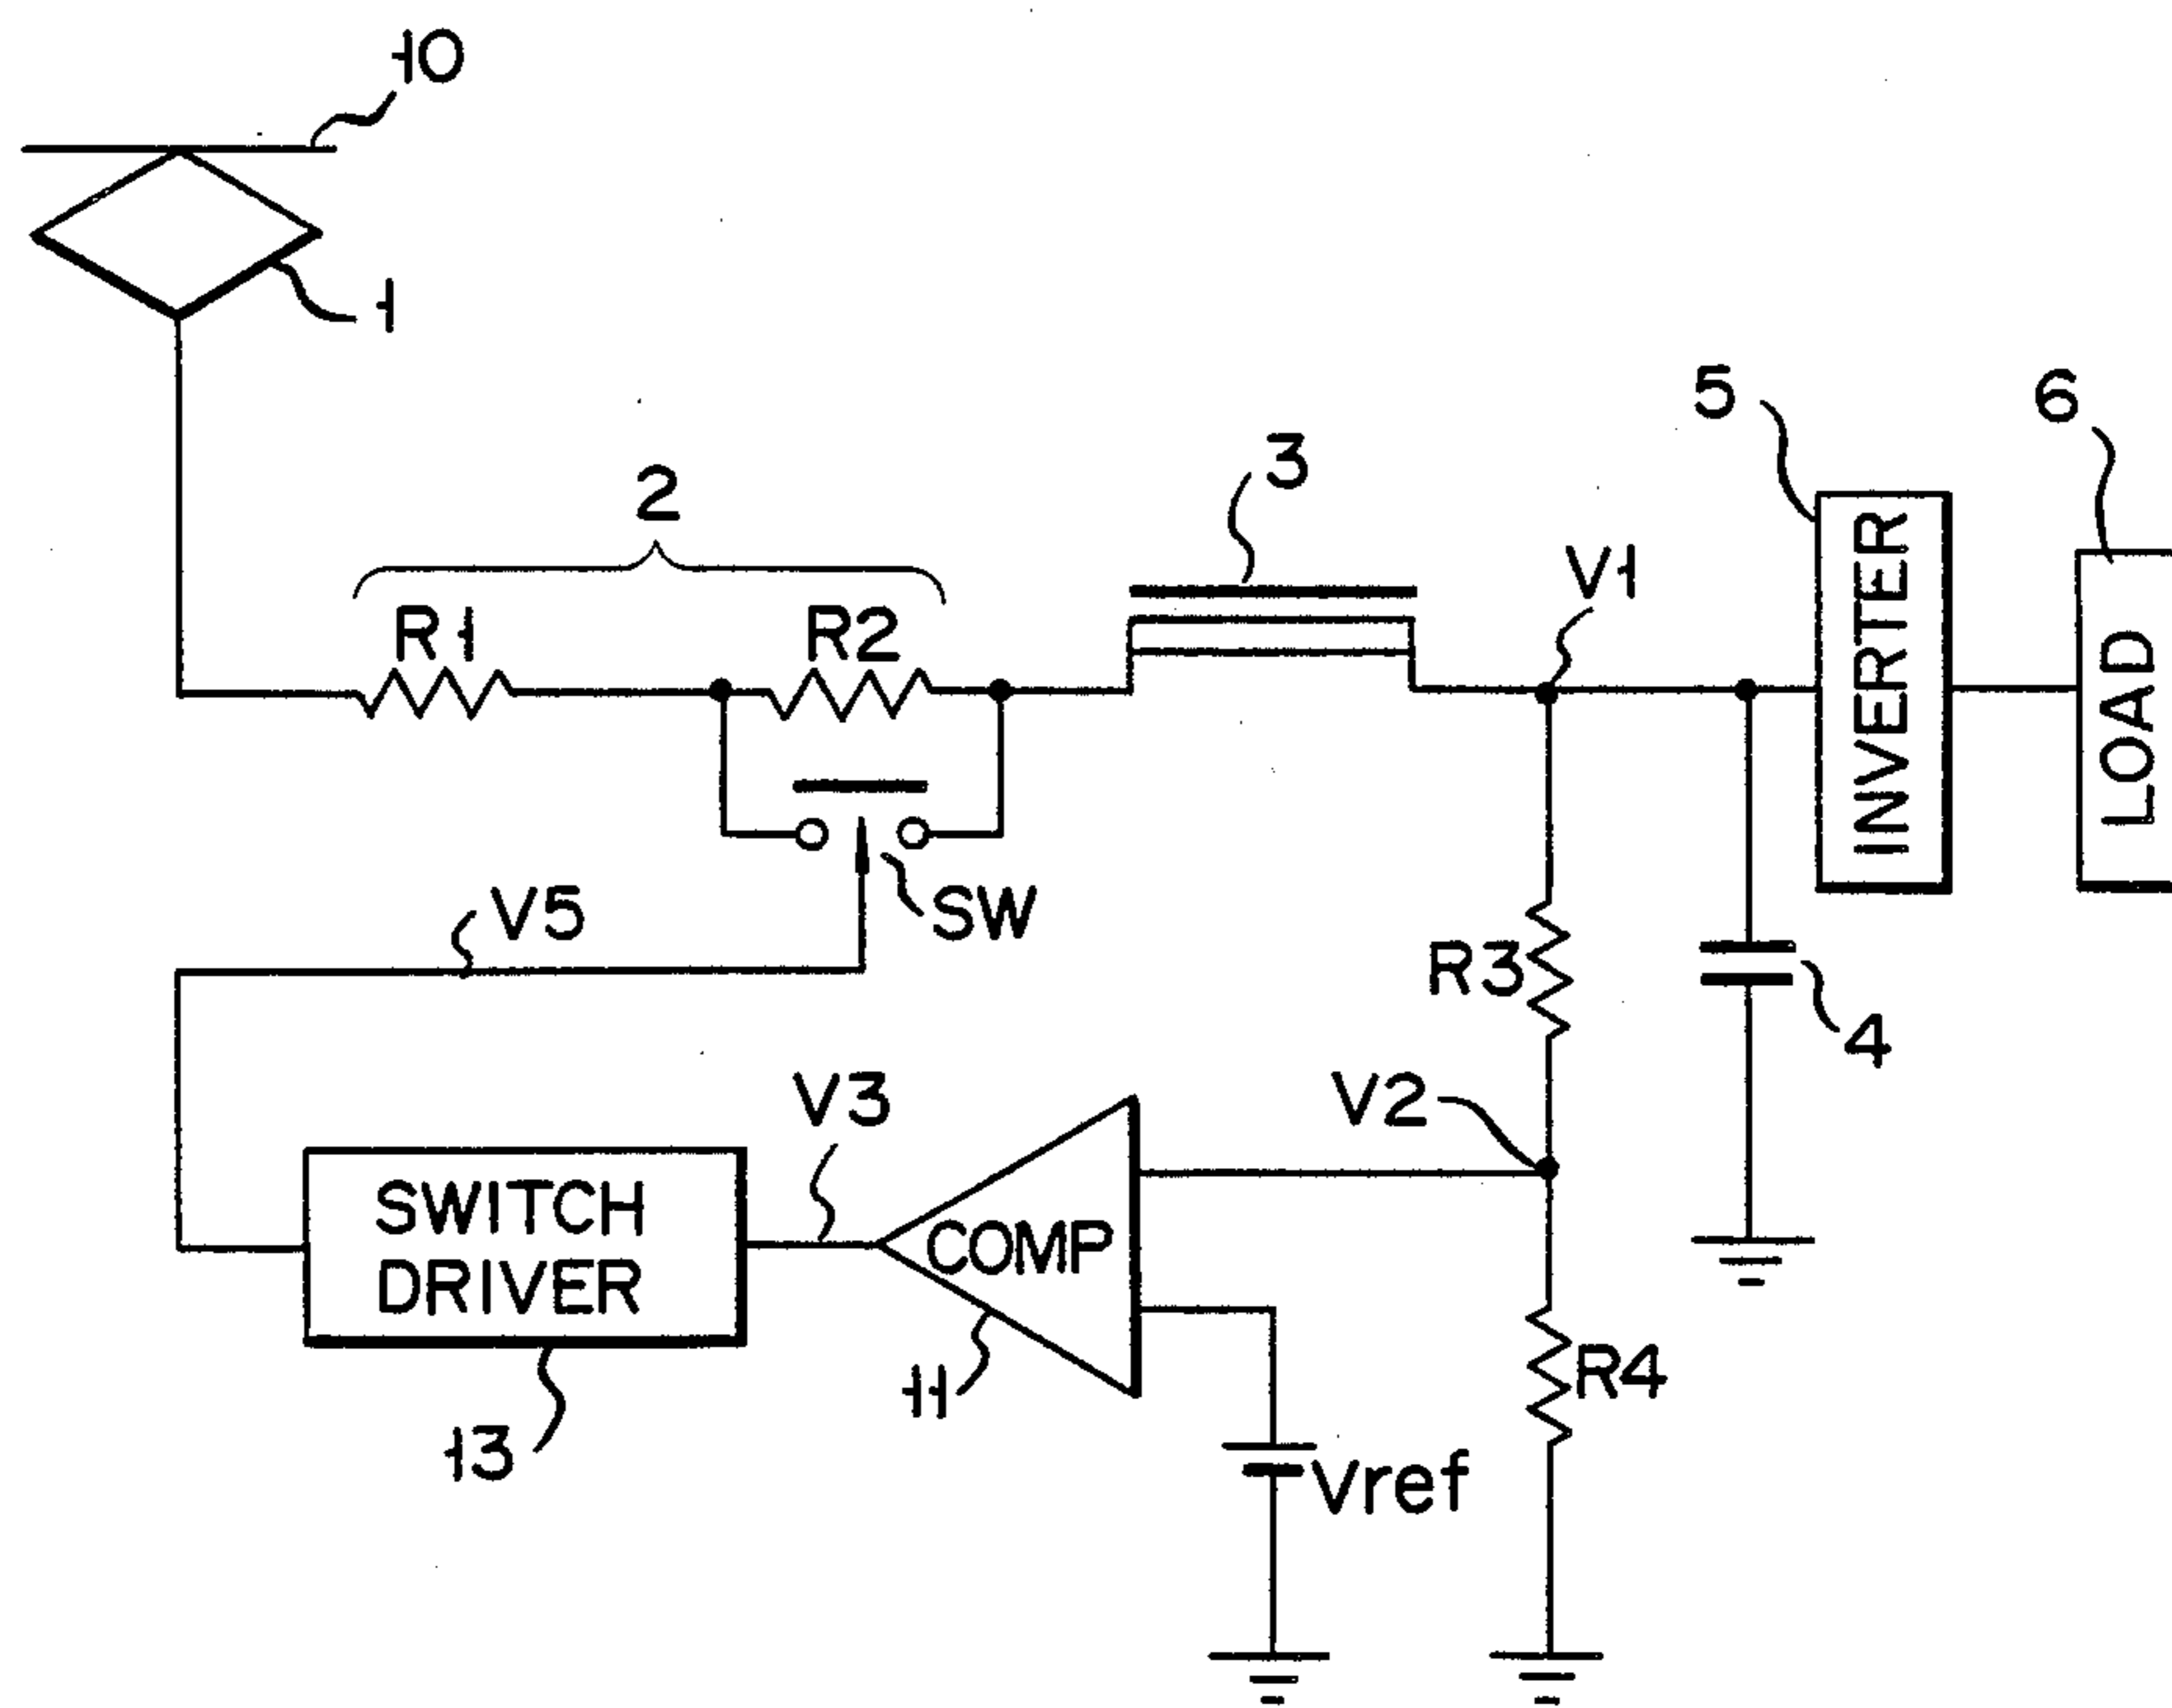 10
1
2
R1
R2
3
V1
5
INVERTER
6
LOAD
SW
V5
R3
4
V2
V3
SWITCH
DRIVER
COMP
11
13
Vref
R4